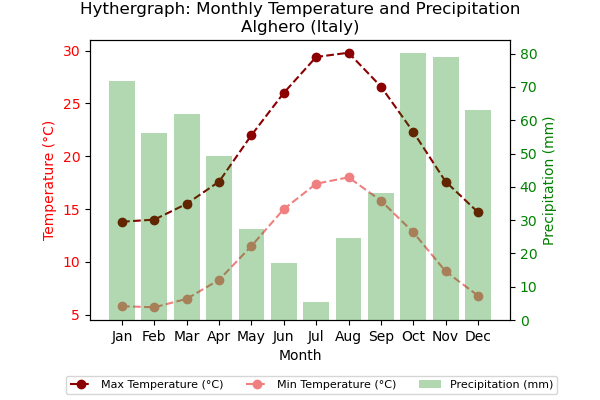 Hythergraph: Monthly Temperature and Precipitation
Alghero (Italy)
Temperature (°C)
30
25
20
15
10
5
Precipitation (mm)
80
70
60
50
40
30
20
10
0
Jan Feb Mar Apr May Jun Jul Aug Sep Oct Nov Dec
Month
Max Temperature (°C) Min Temperature (°C) Precipitation (mm)